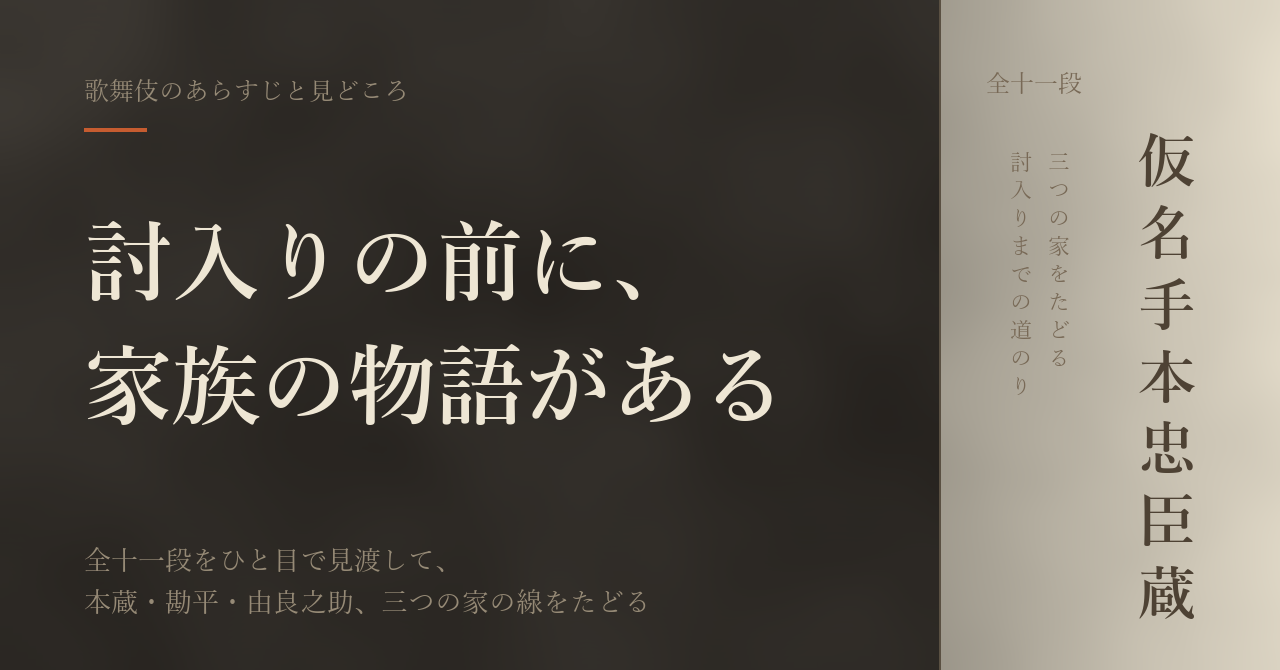 歌舞伎のあらすじと見どころ
討入りの前に、
家族の物語がある
全十一段をひと目で見渡して、
本蔵・勘平・由良之助、三つの家の線をたどる
全十一段
仮名手本忠臣蔵
三つの家をたどる
討入りまでの道のり